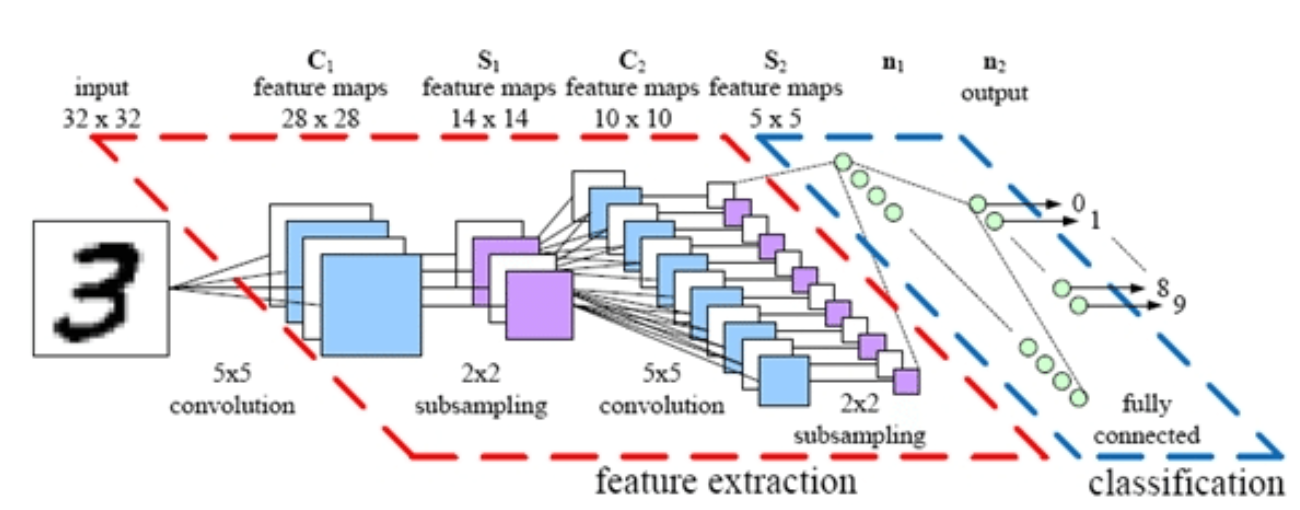 input
32 x 32
C1
feature maps
28 x 28
S1
feature maps
14 x 14
C2
feature maps
10 x 10
S2
feature maps
5 x 5
n1
n2
output
3
0
1
8
9
5x5
convolution
2x2
subsampling
5x5
convolution
2x2
subsampling
fully
connected
feature extraction
classification